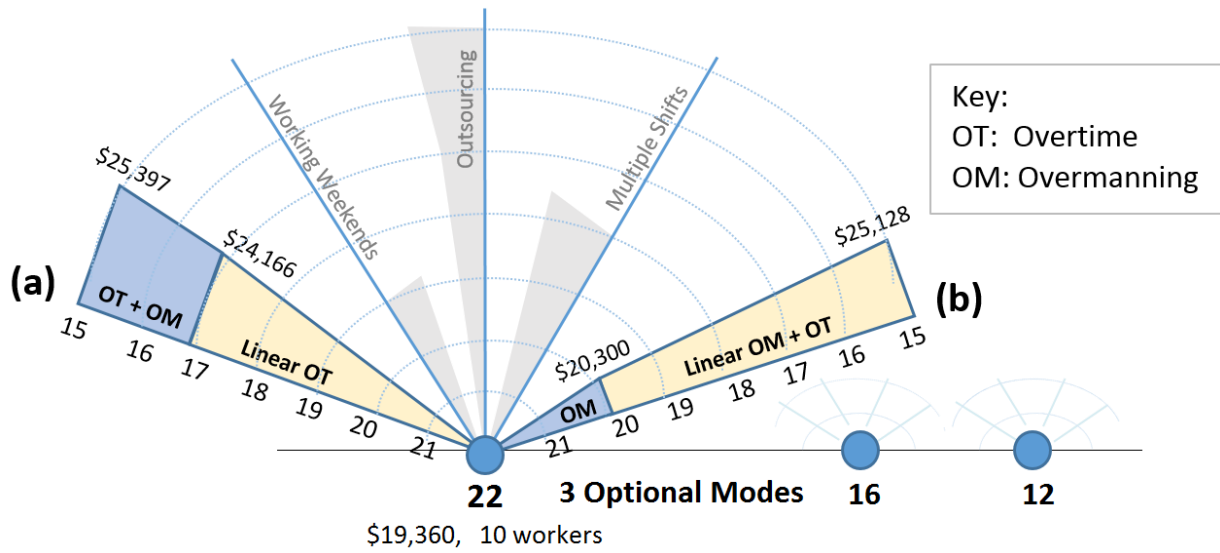 Key:
OT: Overtime
OM: Overmanning
Working Weekends
Outsourcing
Multiple Shifts
$25,397
$24,166
(a)
OT + OM
Linear OT
15
16
17
18
19
20
21
$25,128
$20,300
(b)
OM
Linear OM + OT
21
20
19
18
17
16
15
22
3 Optional Modes
16
12
$19,360, 10 workers